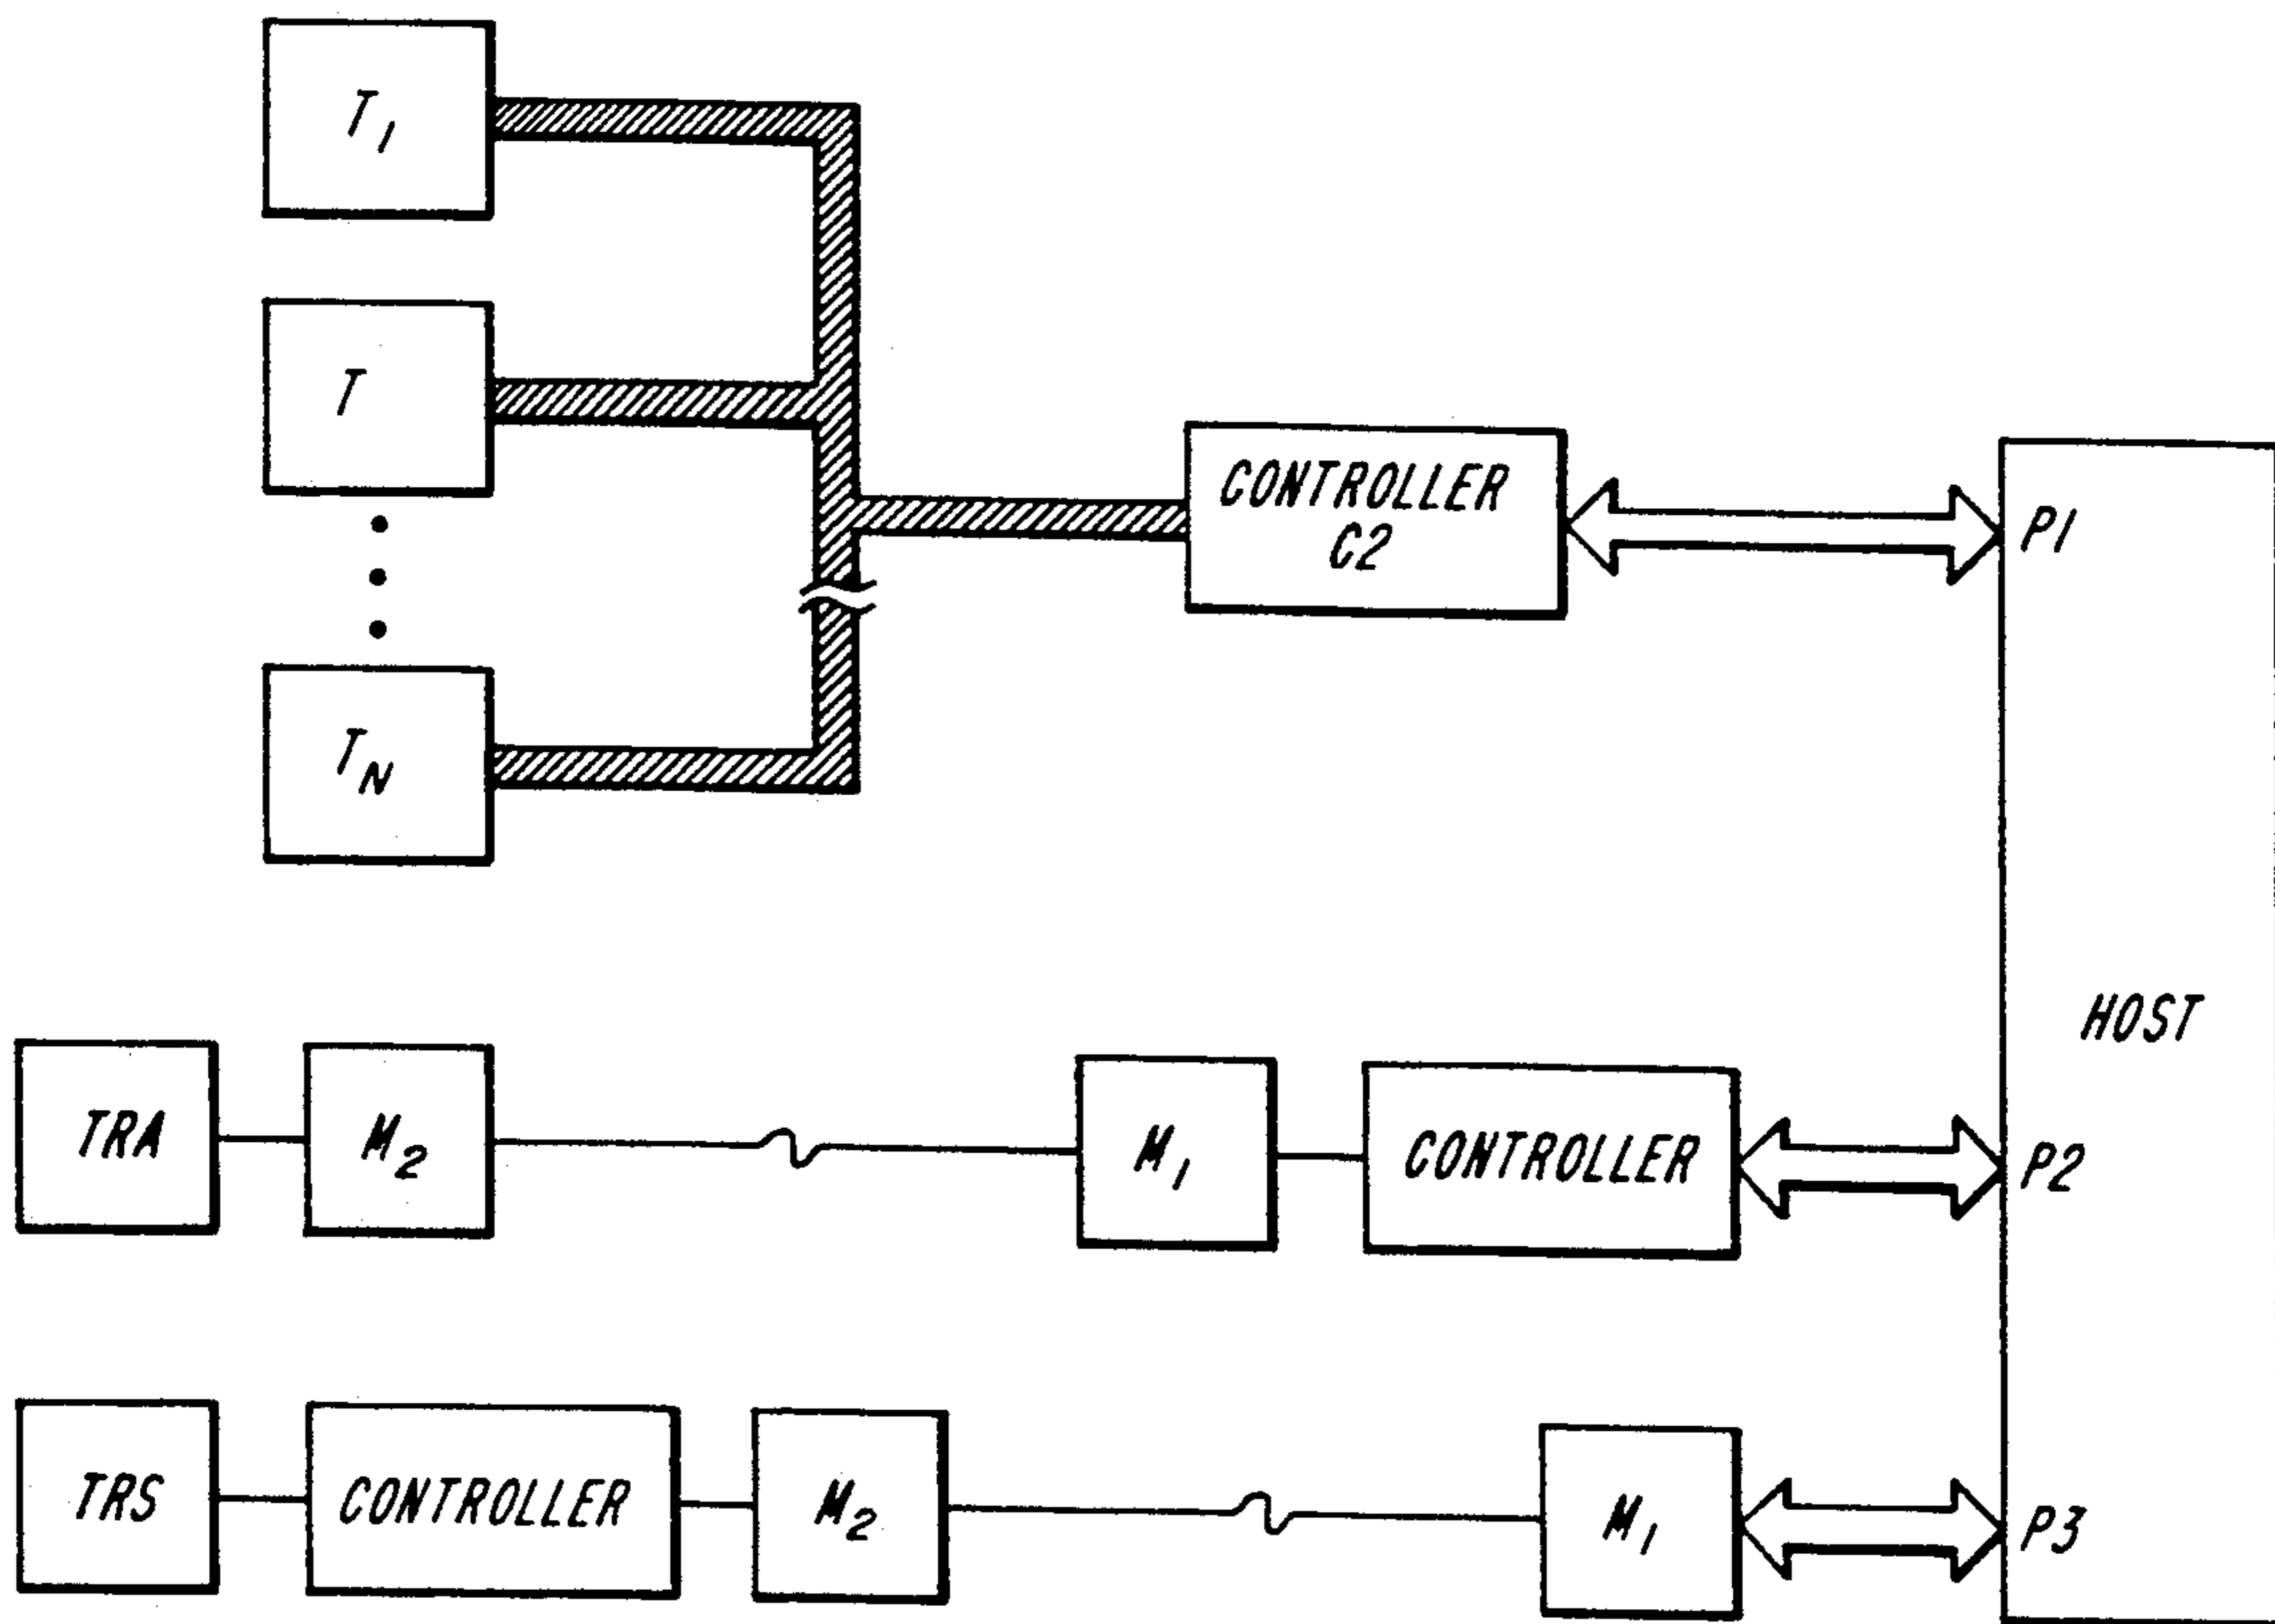 T1
T
CONTROLLER
C2
P1
TN
HOST
TRA
M2
M1
CONTROLLER
P2
TRS
CONTROLLER
M2
M1
P3